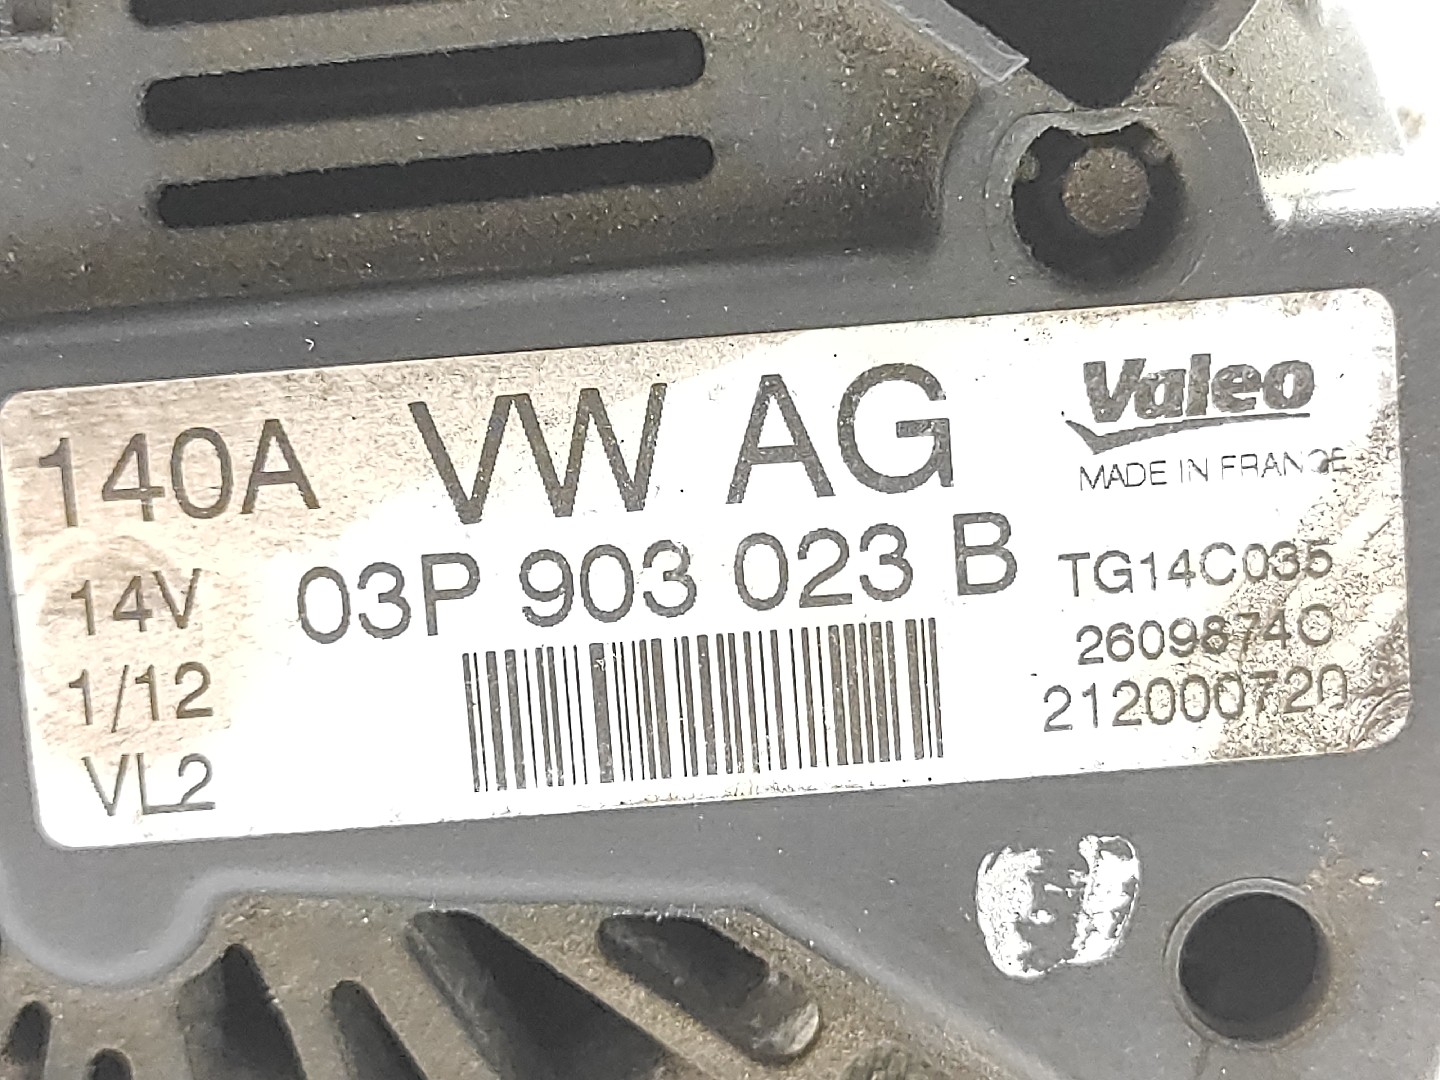 140A VW AG Valeo
MADE IN FRANCE
14V 03P 903 023 B TG14C035
1/12 2609874C
VL2 212000720